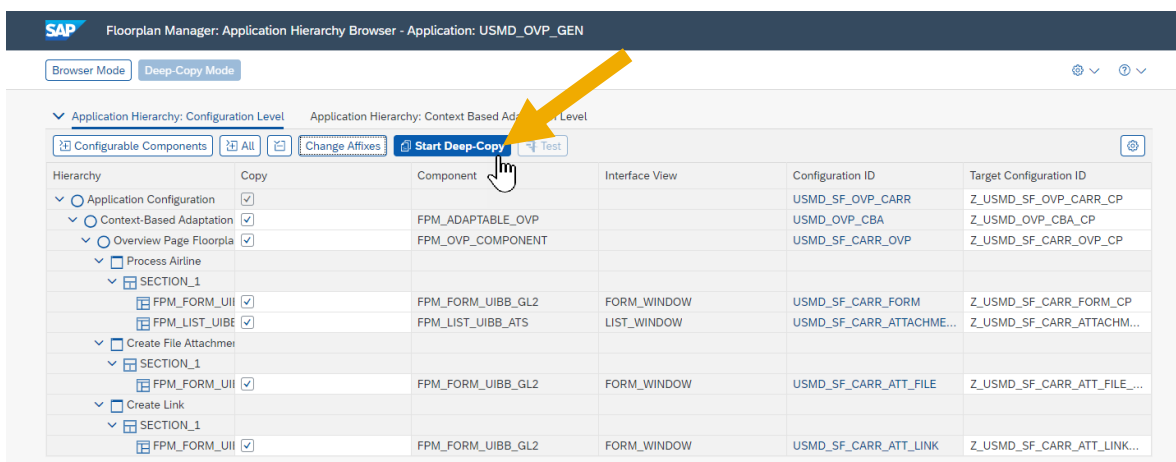 SAP Floorplan Manager: Application Hierarchy Browser - Application: USMD_OVP_GEN
Browser Mode Deep-Copy Mode
Application Hierarchy: Configuration Level Application Hierarchy: Context Based Level
Configurable Components All Change Affixes Start Deep-Copy Test
Hierarchy Copy Component Interface View Configuration ID Target Configuration ID
Application Configuration USMD_SF_OVP_CARR Z_USMD_SF_OVP_CARR_CP
Context-Based Adaptation FPM_ADAPTABLE_OVP USMD_OVP_CBA Z_USMD_OVP_CBA_CP
Overview Page Floorpla FPM_OVP_COMPONENT USMD_SF_CARR_OVP Z_USMD_SF_CARR_OVP_CP
Process Airline
SECTION_1
FPM_FORM_UII FPM_FORM_UIBB_GL2 FORM_WINDOW USMD_SF_CARR_FORM Z_USMD_SF_CARR_FORM_CP
FPM_LIST_UIBE FPM_LIST_UIBB_ATS LIST_WINDOW USMD_SF_CARR_ATTACHME... Z_USMD_SF_CARR_ATTACHM...
Create File Attachmer
SECTION_1
FPM_FORM_UII FPM_FORM_UIBB_GL2 FORM_WINDOW USMD_SF_CARR_ATT_FILE Z_USMD_SF_CARR_ATT_FILE_...
Create Link
SECTION_1
FPM_FORM_UII FPM_FORM_UIBB_GL2 FORM_WINDOW USMD_SF_CARR_ATT_LINK Z_USMD_SF_CARR_ATT_LINK...